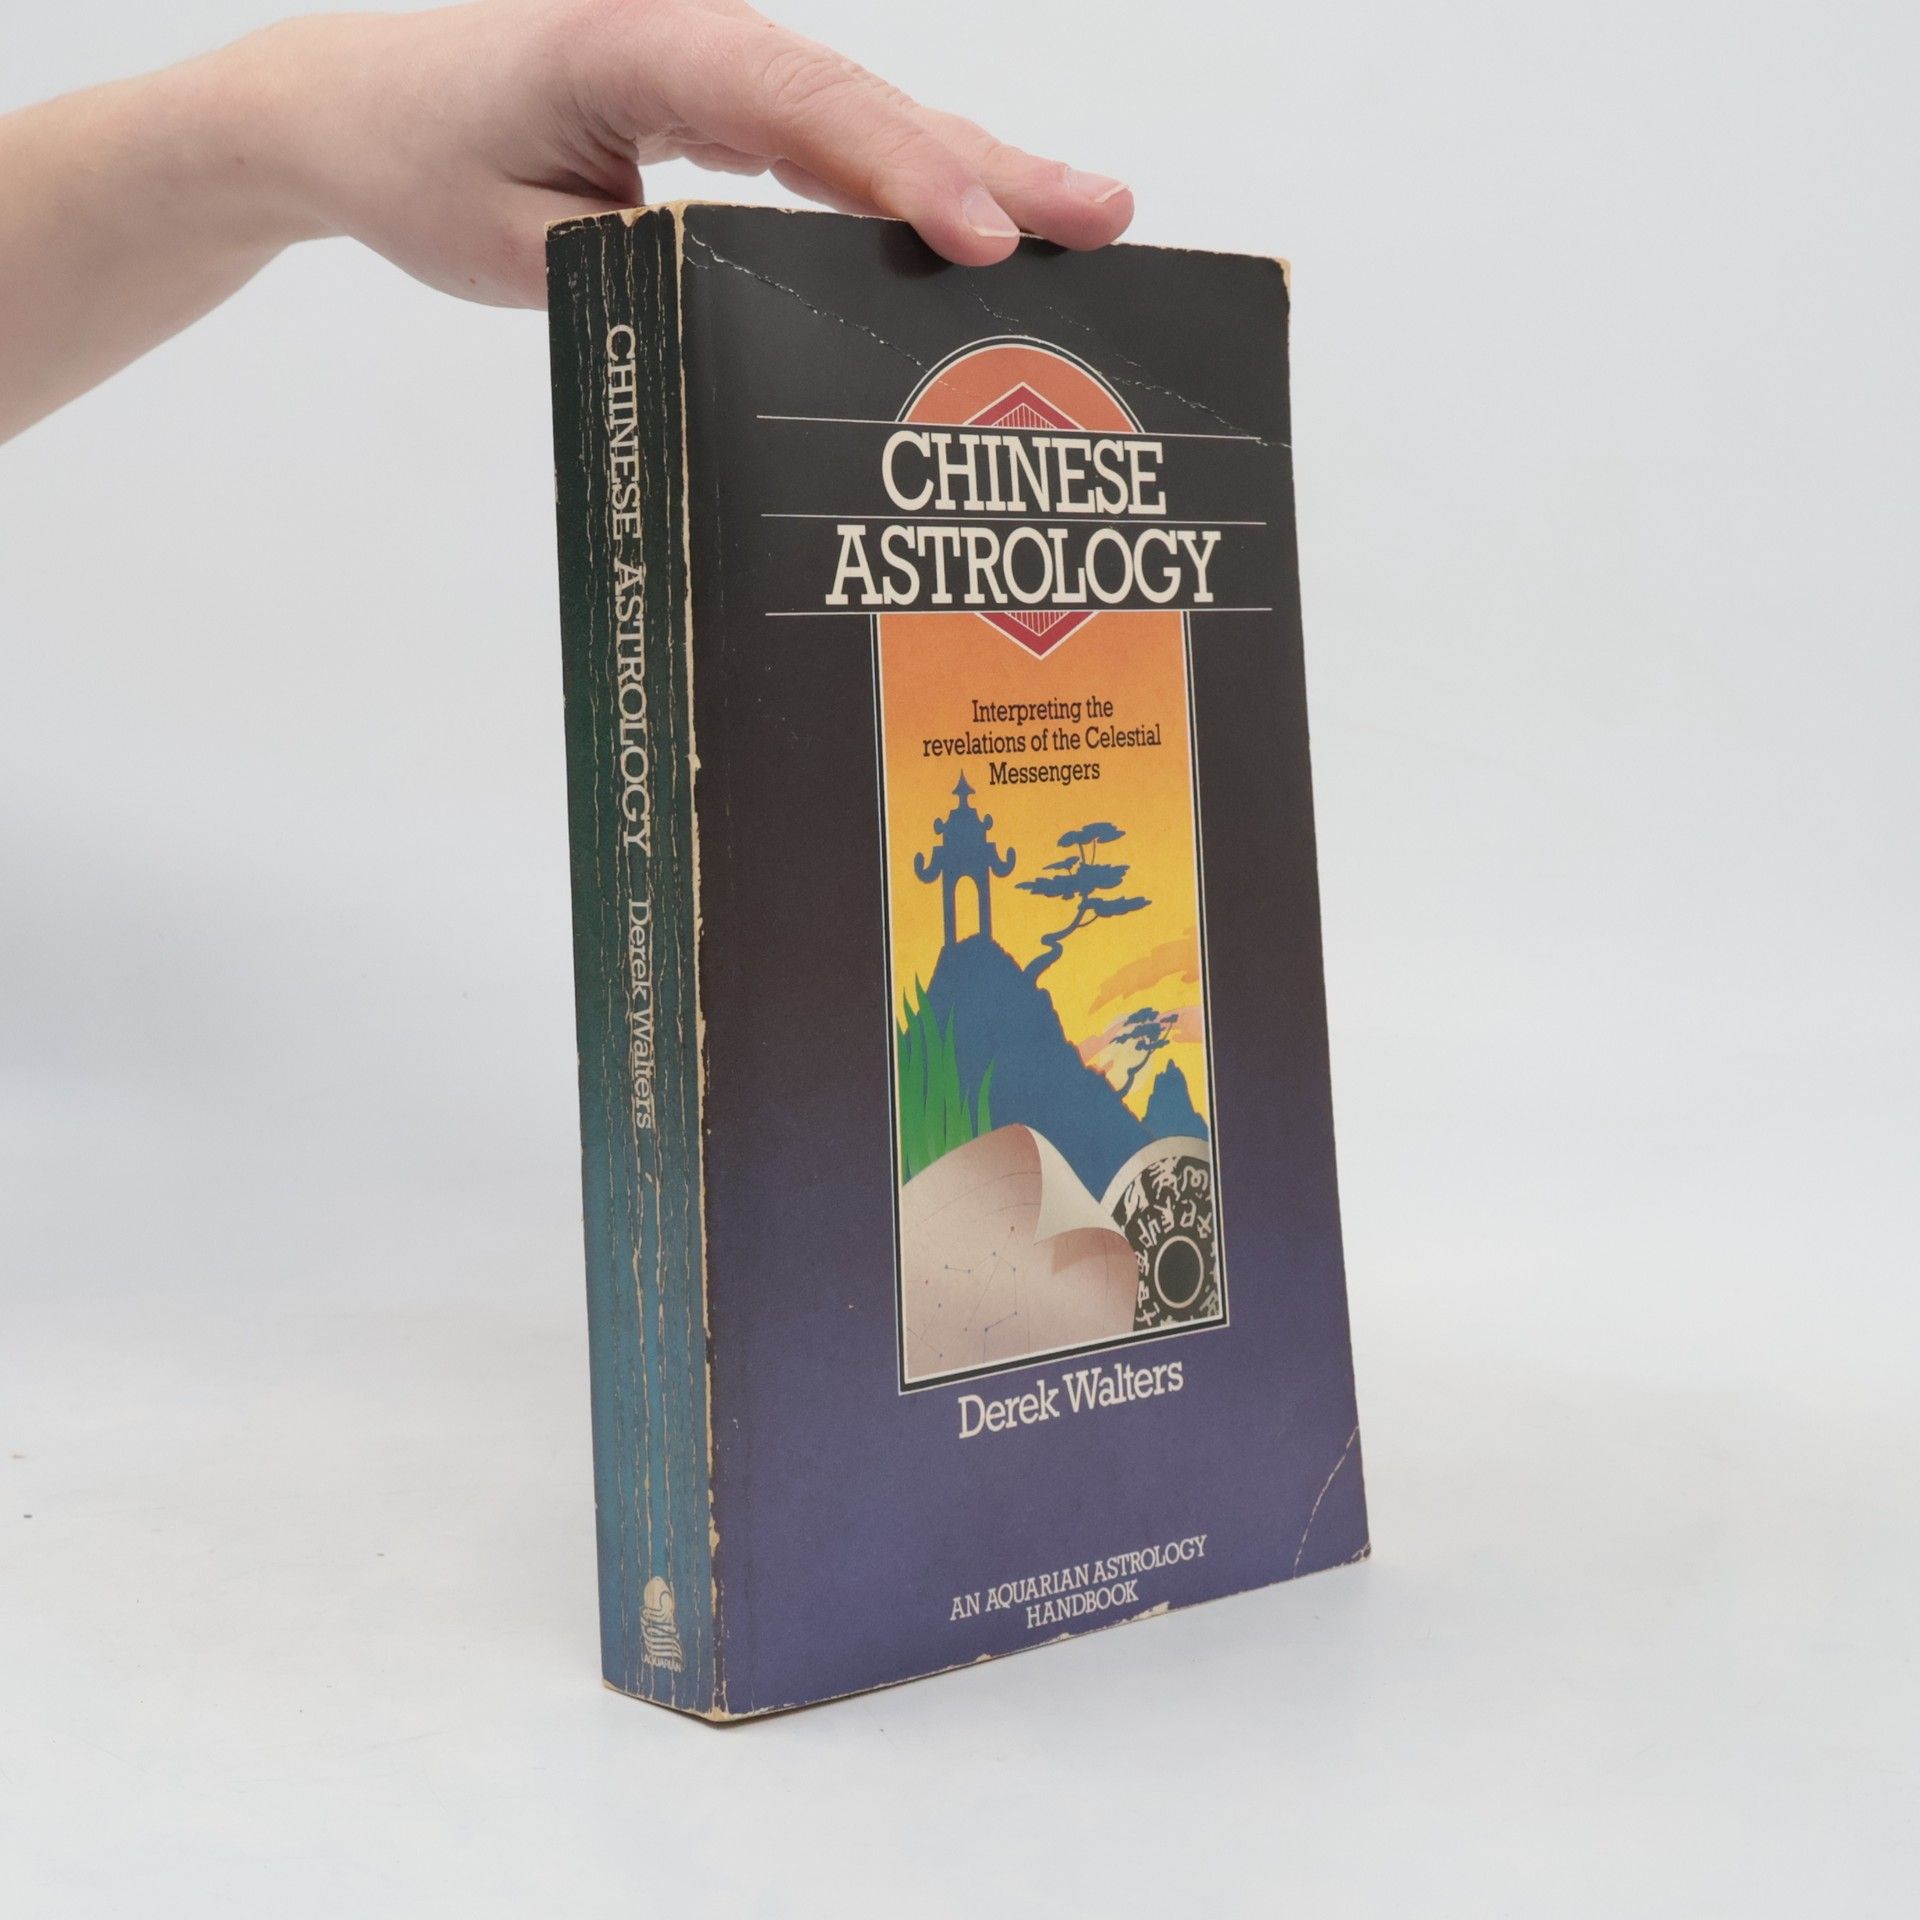 CHINESE ASTROLOGY Derek Walters
AQUARIAN
CHINESE
ASTROLOGY
Interpreting the
revelations of the Celestial
Messengers
Derek Walters
AN AQUARIAN ASTROLOGY
HANDBOOK